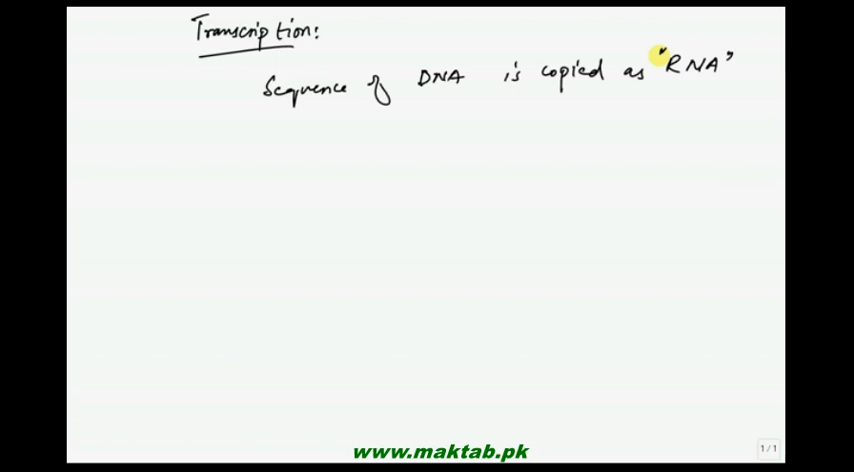 Transcription:
Sequence of DNA is copied as "RNA"
1/1
www.maktab.pk